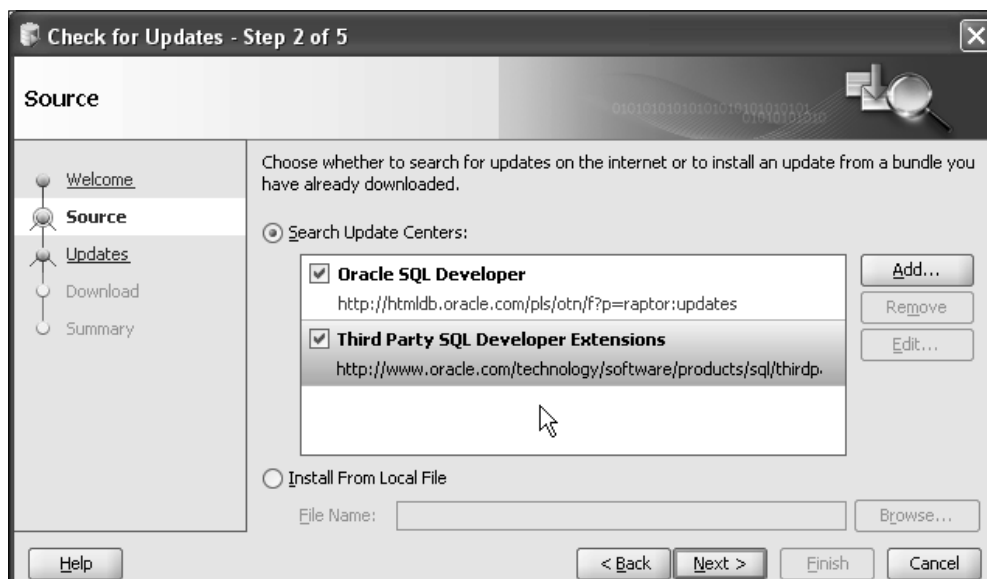 Check for Updates - Step 2 of 5
Source
010101010101010101010101
01010101010
Welcome
Source
Updates
Download
Summary
Choose whether to search for updates on the internet or to install an update from a bundle you
have already downloaded.
Search Update Centers:
Oracle SQL Developer
http://htmldb.oracle.com/pls/otn/f?p=raptor:updates
Third Party SQL Developer Extensions
http://www.oracle.com/technology/software/products/sql/thirdp
Add...
Remove
Edit...
Install From Local File
File Name:
Browse...
Help
< Back
Next >
Finish
Cancel